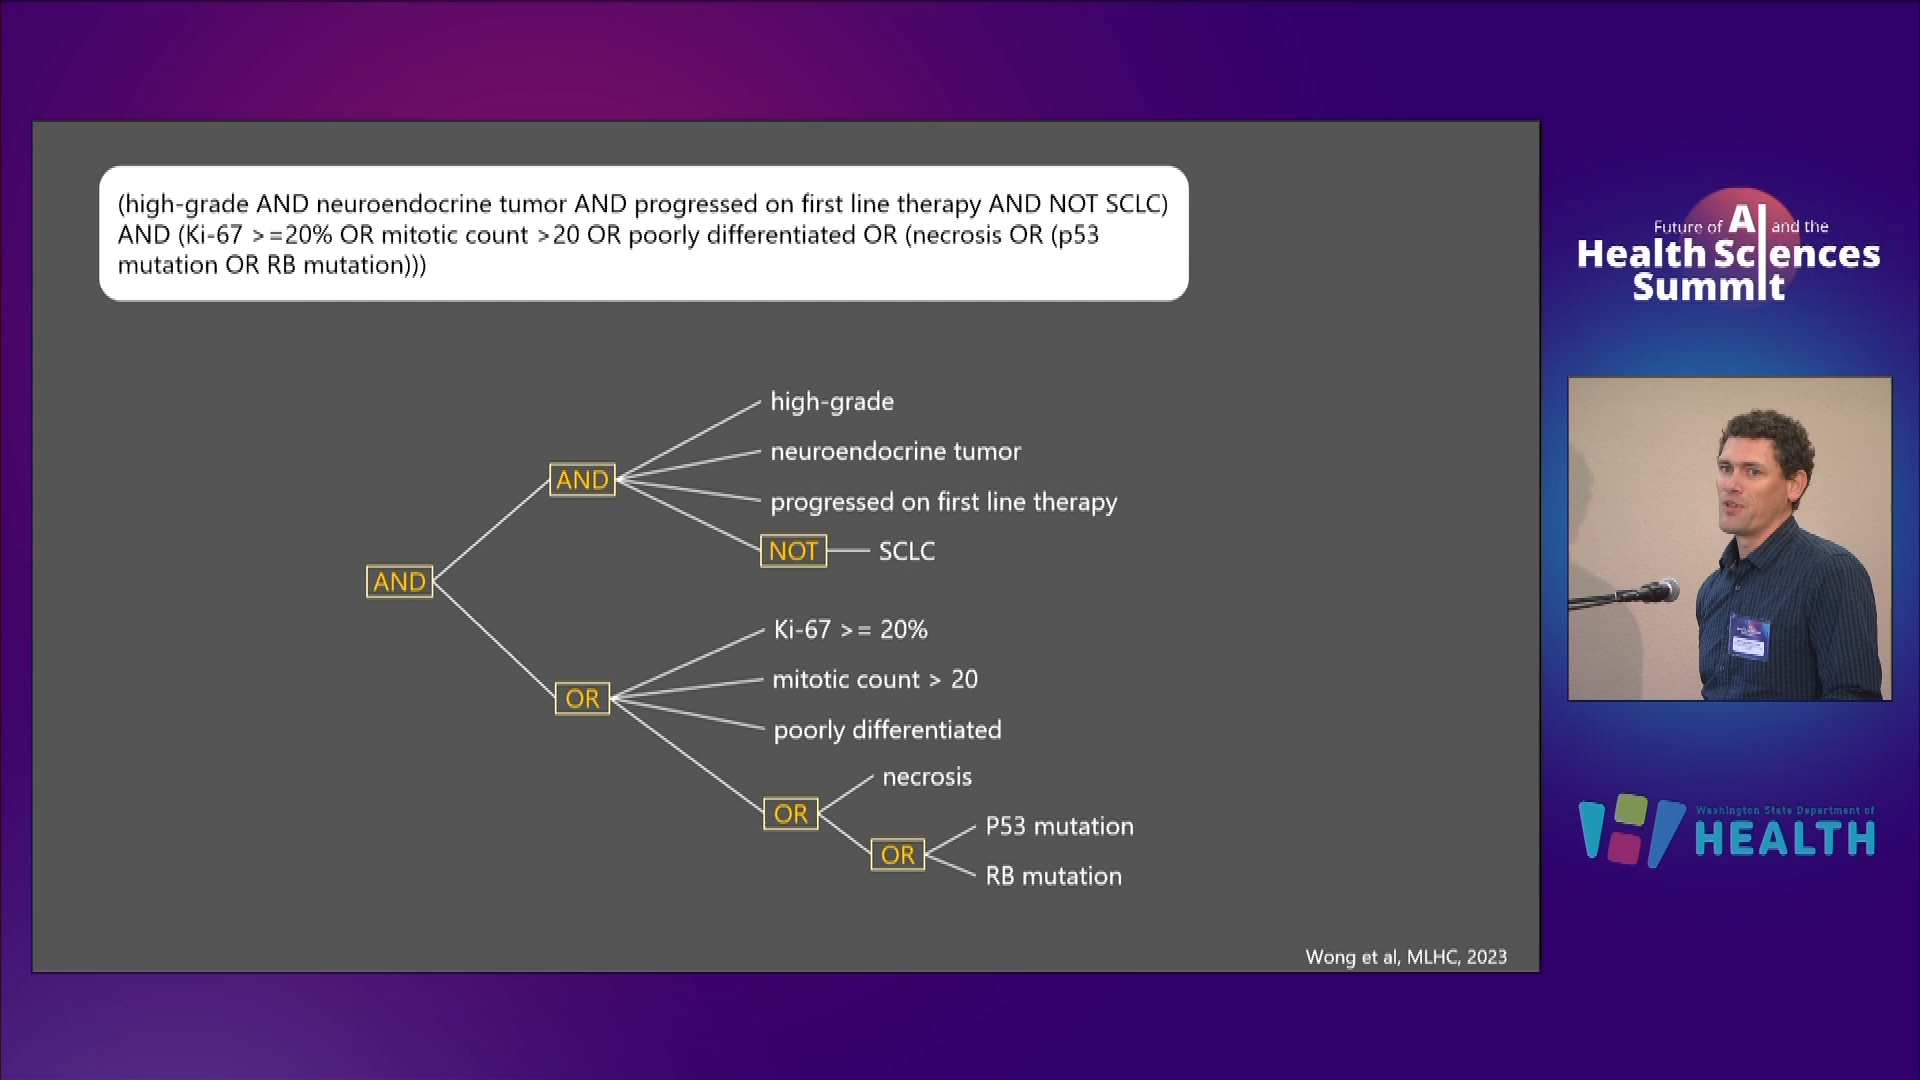 (high-grade AND neuroendocrine tumor AND progressed on first line therapy AND NOT SCLC)
AND (Ki-67 >=20% OR mitotic count >20 OR poorly differentiated OR (necrosis OR (p53
mutation OR RB mutation)))
high-grade
neuroendocrine tumor
AND
progressed on first line therapy
NOT SCLC
AND
Ki-67 >= 20%
mitotic count > 20
OR
poorly differentiated
necrosis
OR
P53 mutation
OR
RB mutation
Wong et al, MLHC, 2023
Future of AI and the
Health Sciences
Summit
Washington State Department of
HEALTH